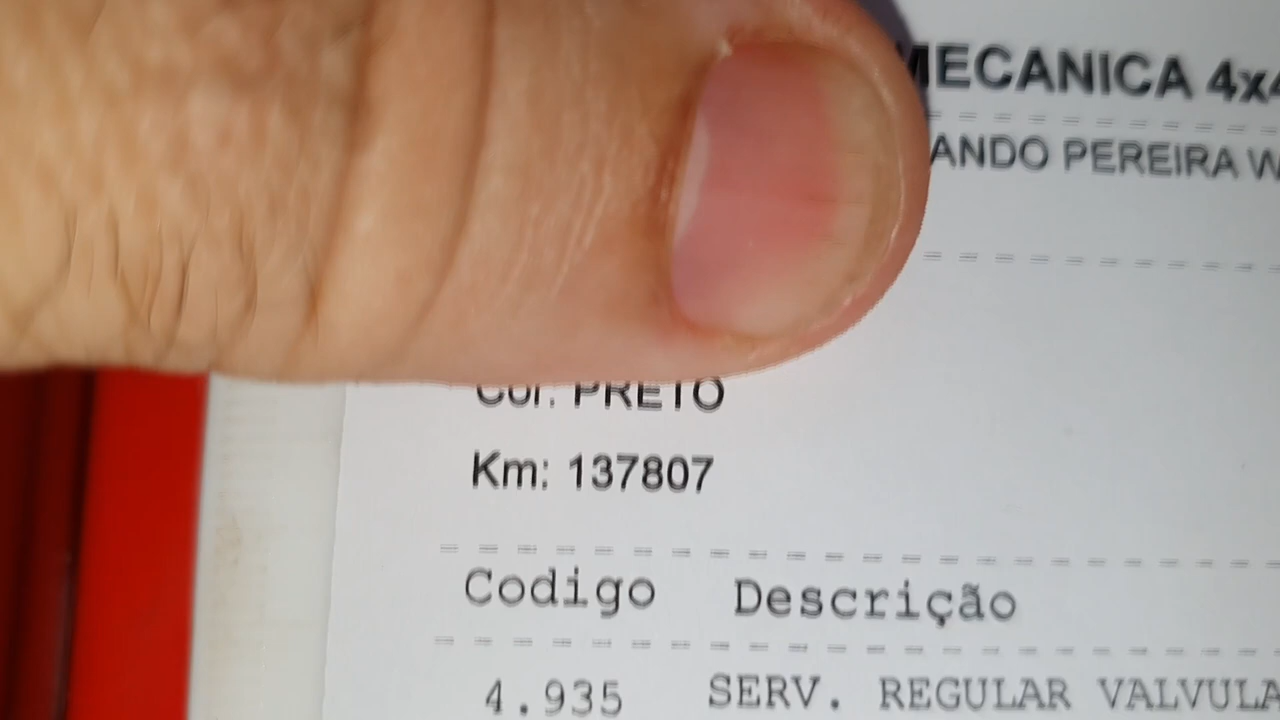 MECANICA 4x4
ANDO PEREIRA W
Cor: PRETO
Km: 137807
Codigo Descrição
4.935 SERV. REGULAR VALVULA